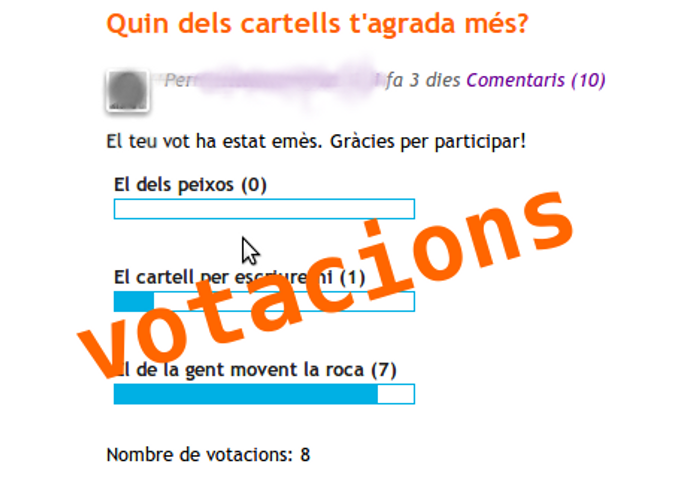 Quin dels cartells t'agrada més?
fa 3 dies Comentaris (10)
El teu vot ha estat emès. Gràcies per participar!
El dels peixos (0)
El cartell per escriure hi (1)
votacions
El de la gent movent la roca (7)
Nombre de votacions: 8